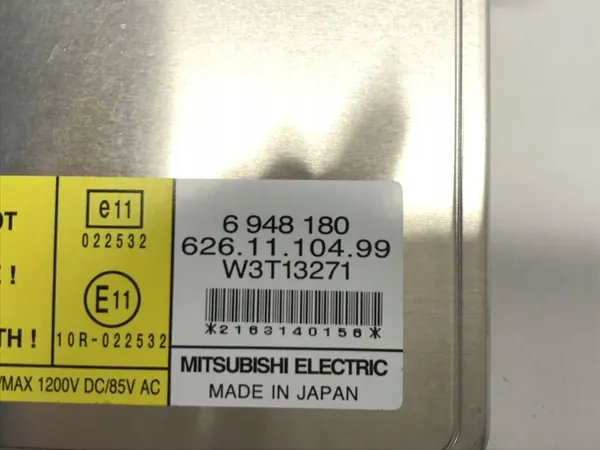 OT
E !
TH !
/MAX 1200V DC/85V AC
e11
022532
E11
10R-022532
6 948 180
626.11.104.99
W3T13271
*2163140156*
MITSUBISHI ELECTRIC
MADE IN JAPAN